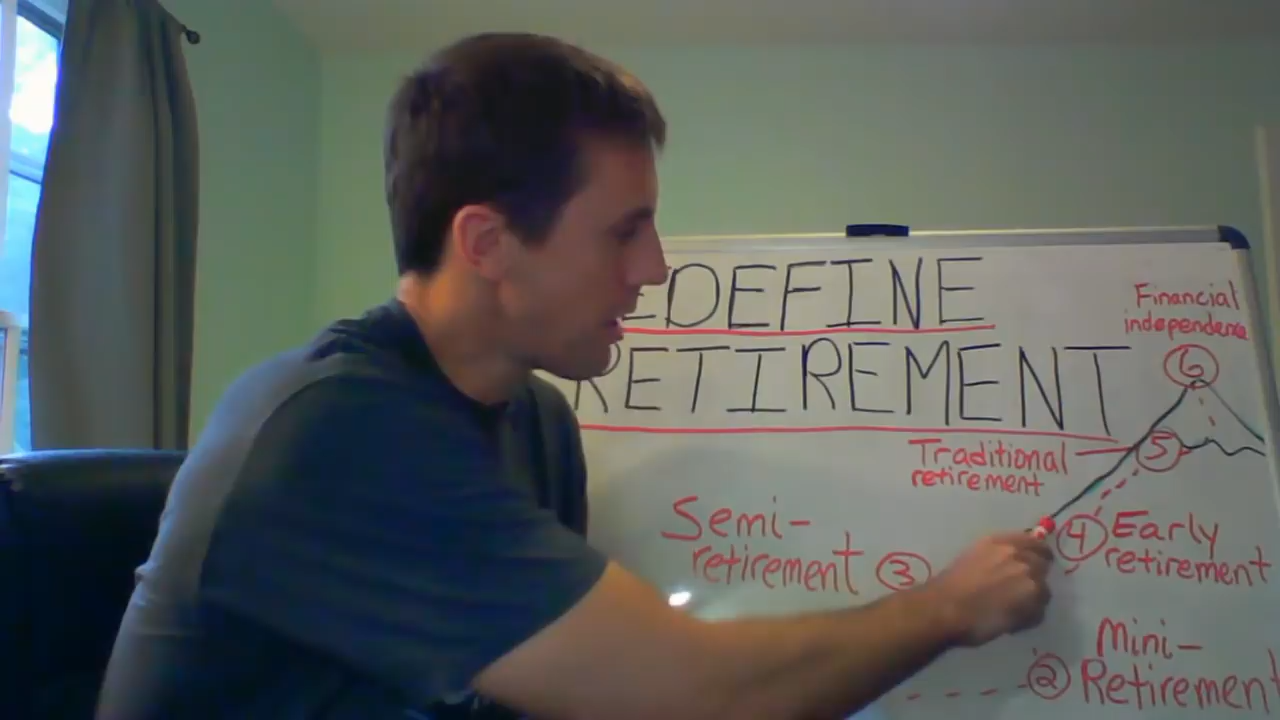 EDEFINE
RETIREMENT
Financial
independence
6
5
Traditional
retirement
4 Early
retirement
Semi-
retirement 3
Mini-
2 Retirement